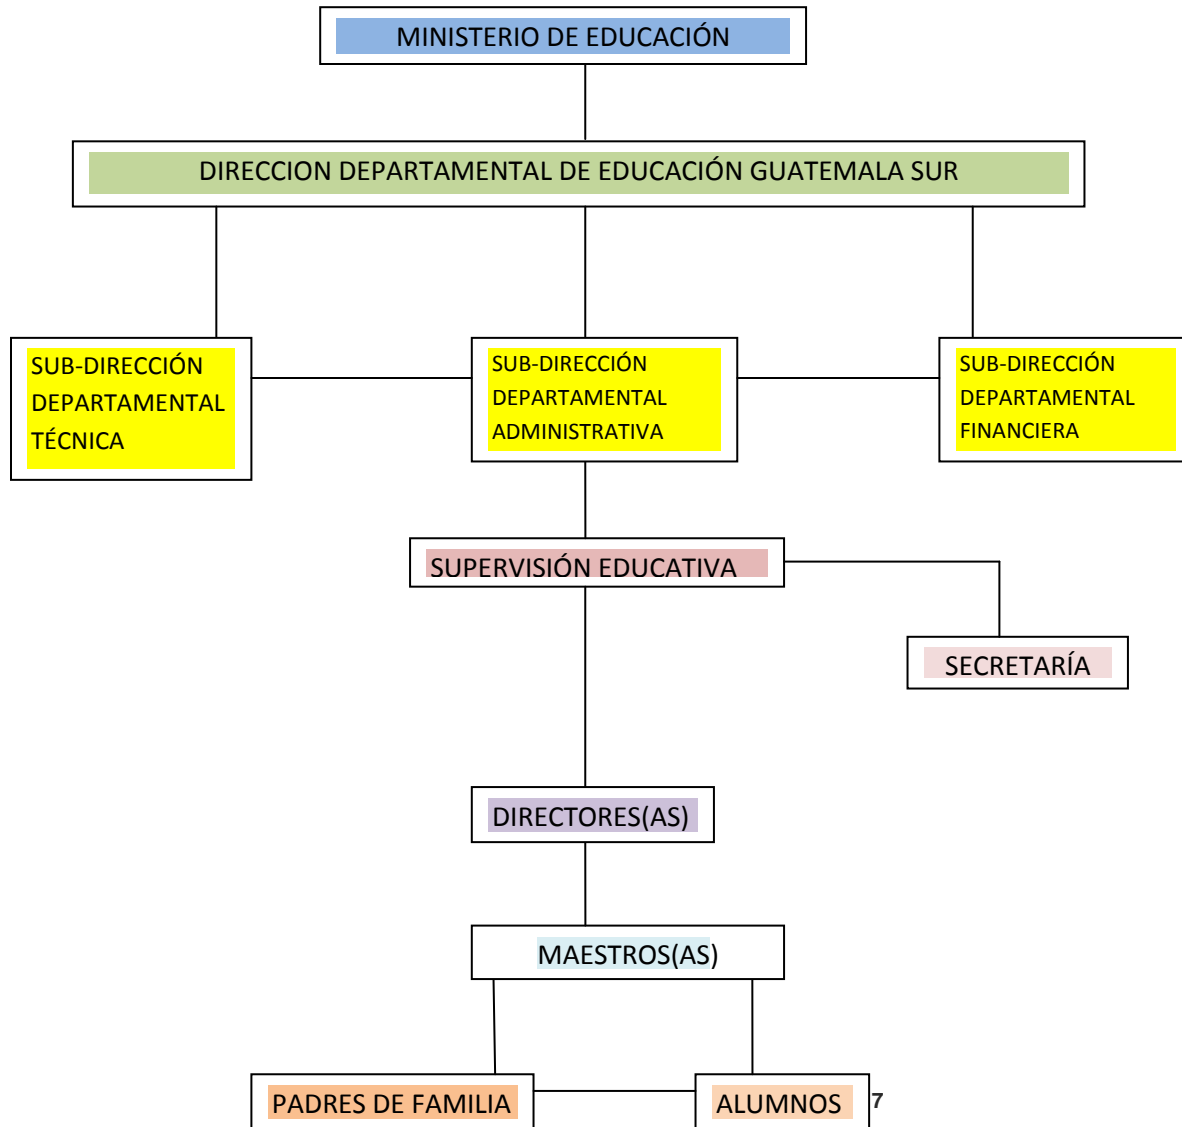 MINISTERIO DE EDUCACIÓN
DIRECCION DEPARTAMENTAL DE EDUCACIÓN GUATEMALA SUR
SUB-DIRECCIÓN
DEPARTAMENTAL
TÉCNICA
SUB-DIRECCIÓN
DEPARTAMENTAL
ADMINISTRATIVA
SUB-DIRECCIÓN
DEPARTAMENTAL
FINANCIERA
SUPERVISIÓN EDUCATIVA
SECRETARÍA
DIRECTORES(AS)
MAESTROS(AS)
PADRES DE FAMILIA
ALUMNOS
7